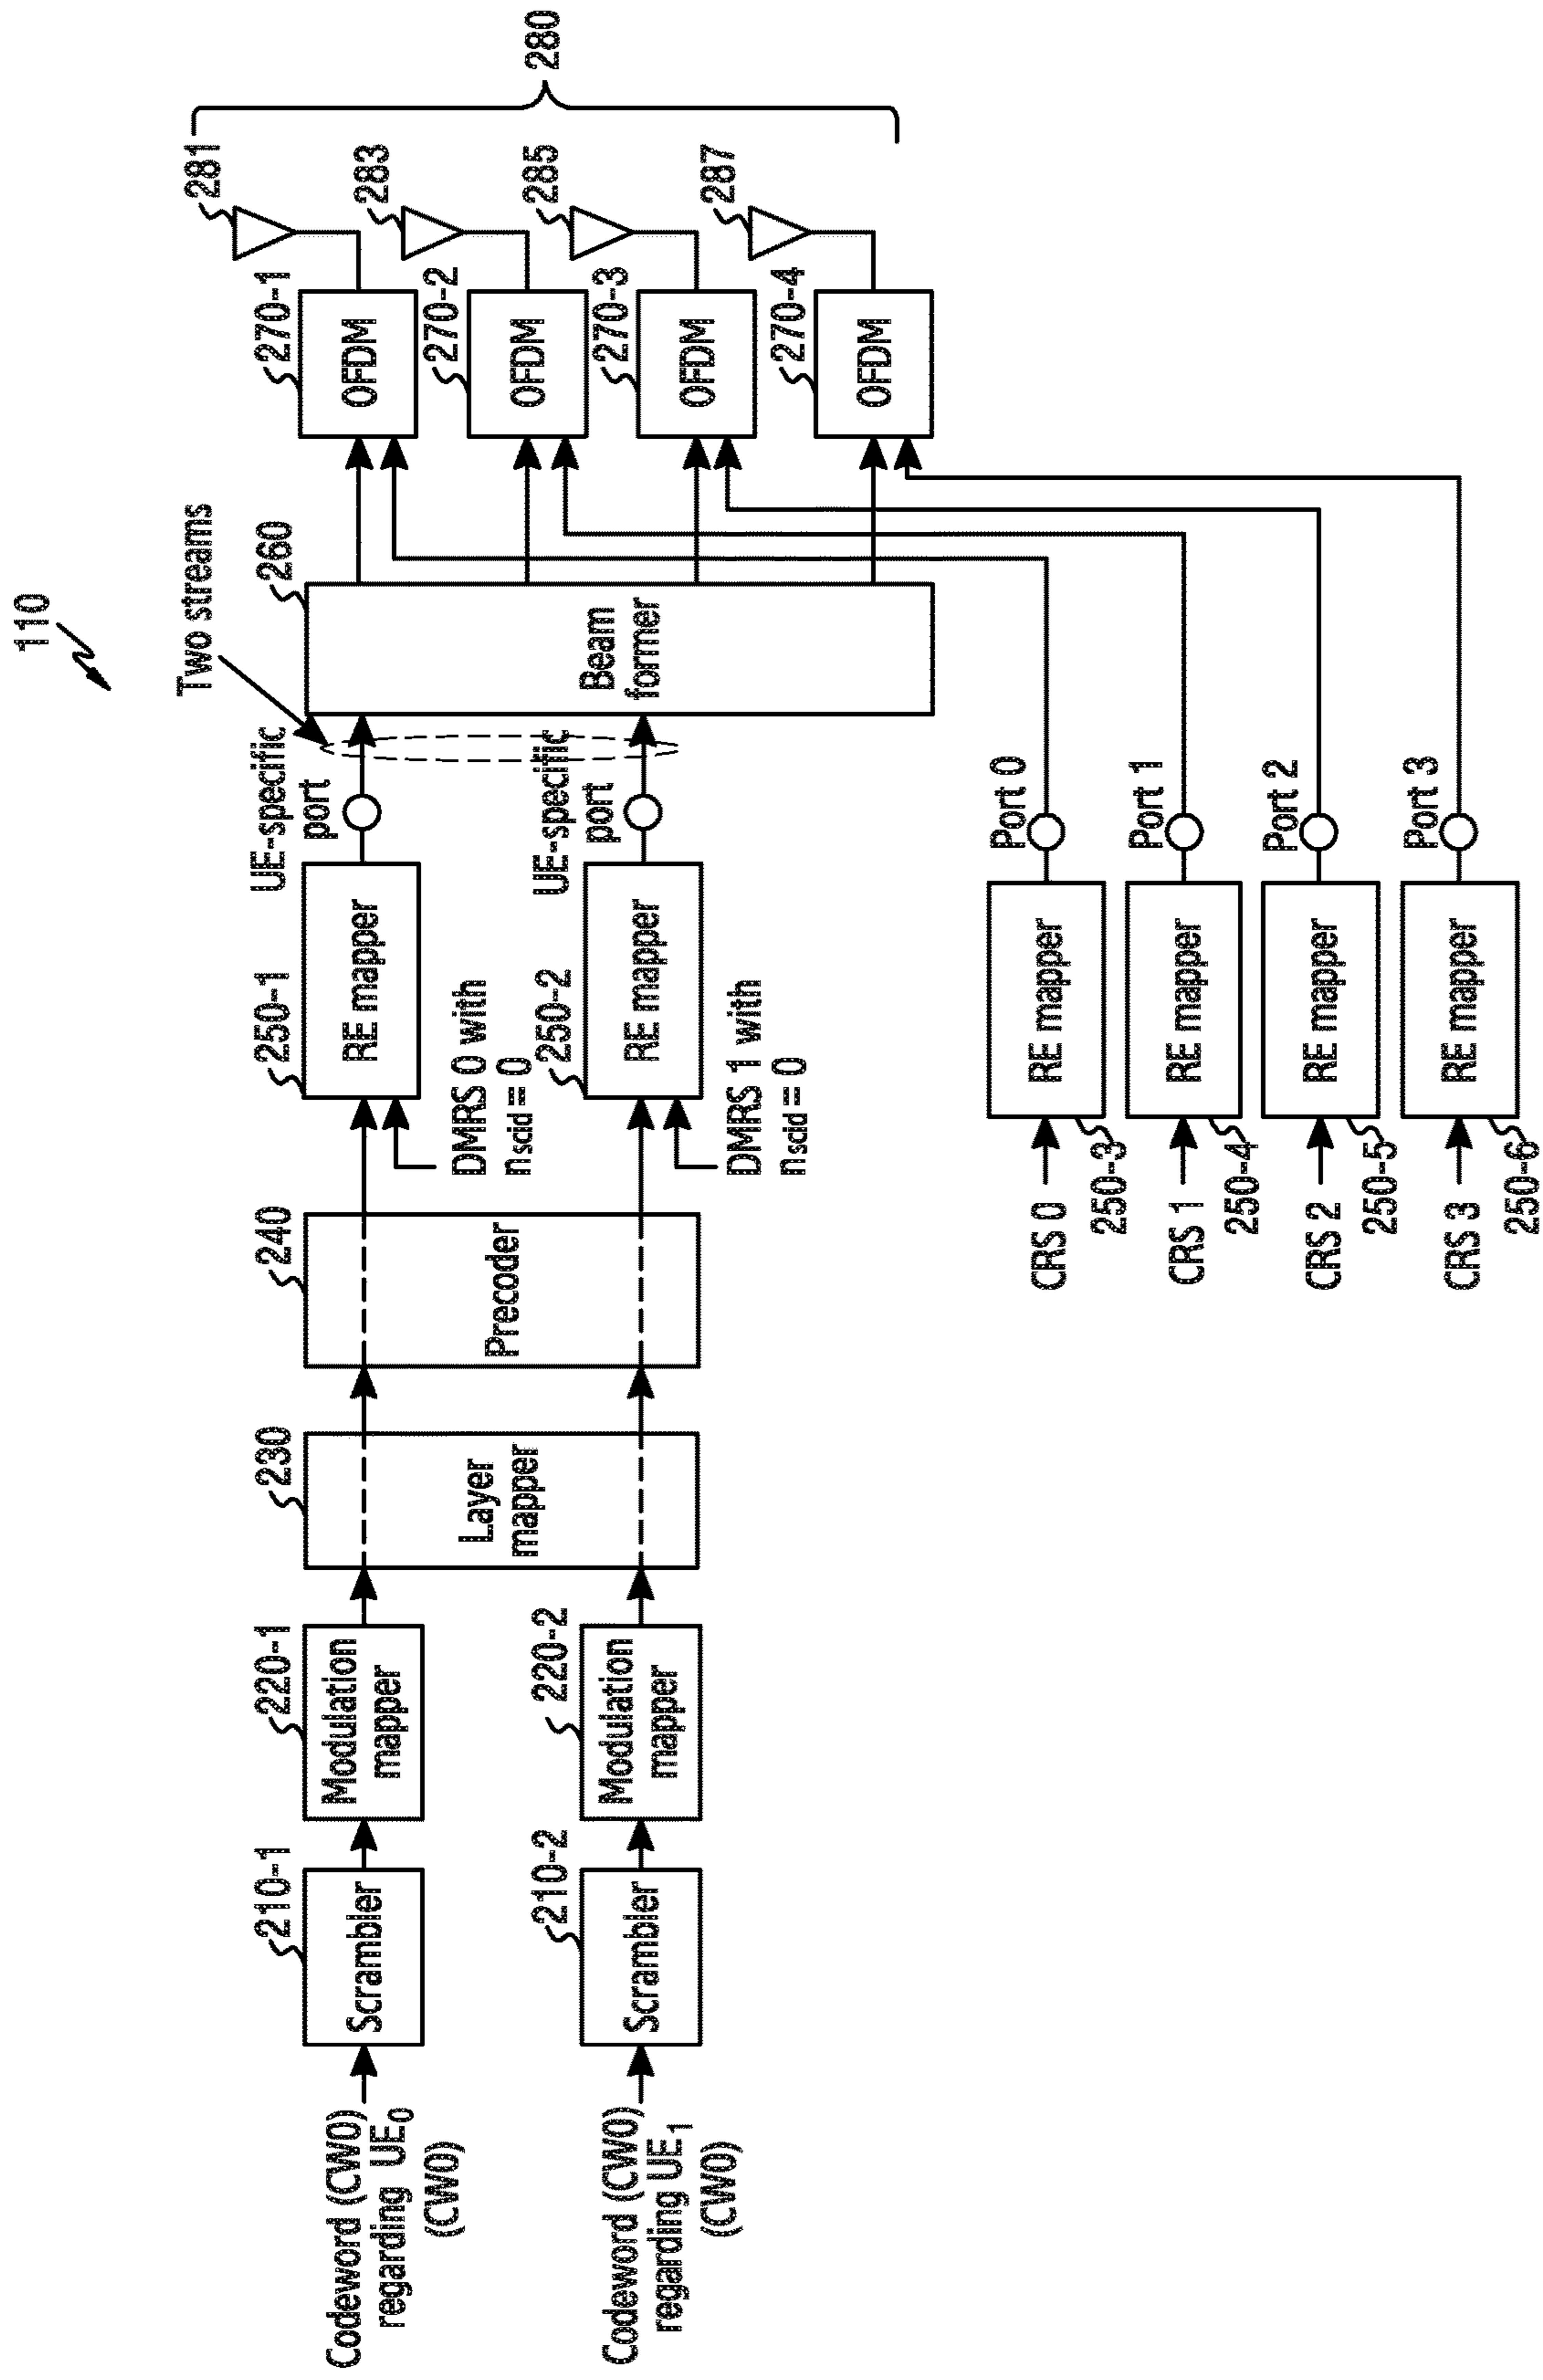 110
Codeword (CW0)
regarding UE0
(CW0)
210-1
Scrambler
220-1
Modulation
mapper
230
Layer
mapper
240
Precoder
250-1
RE mapper
DMRS 0 with
nscid = 0
UE-specific
port
Two streams
260
Beam
former
270-1
OFDM
281
Codeword (CW0)
regarding UE1
(CW0)
210-2
Scrambler
220-2
Modulation
mapper
250-2
RE mapper
DMRS 1 with
nscid = 0
UE-specific
port
270-2
OFDM
283
270-3
OFDM
285
270-4
OFDM
287
280
CRS 0
250-3
RE mapper
Port 0
CRS 1
250-4
RE mapper
Port 1
CRS 2
250-5
RE mapper
Port 2
CRS 3
250-6
RE mapper
Port 3